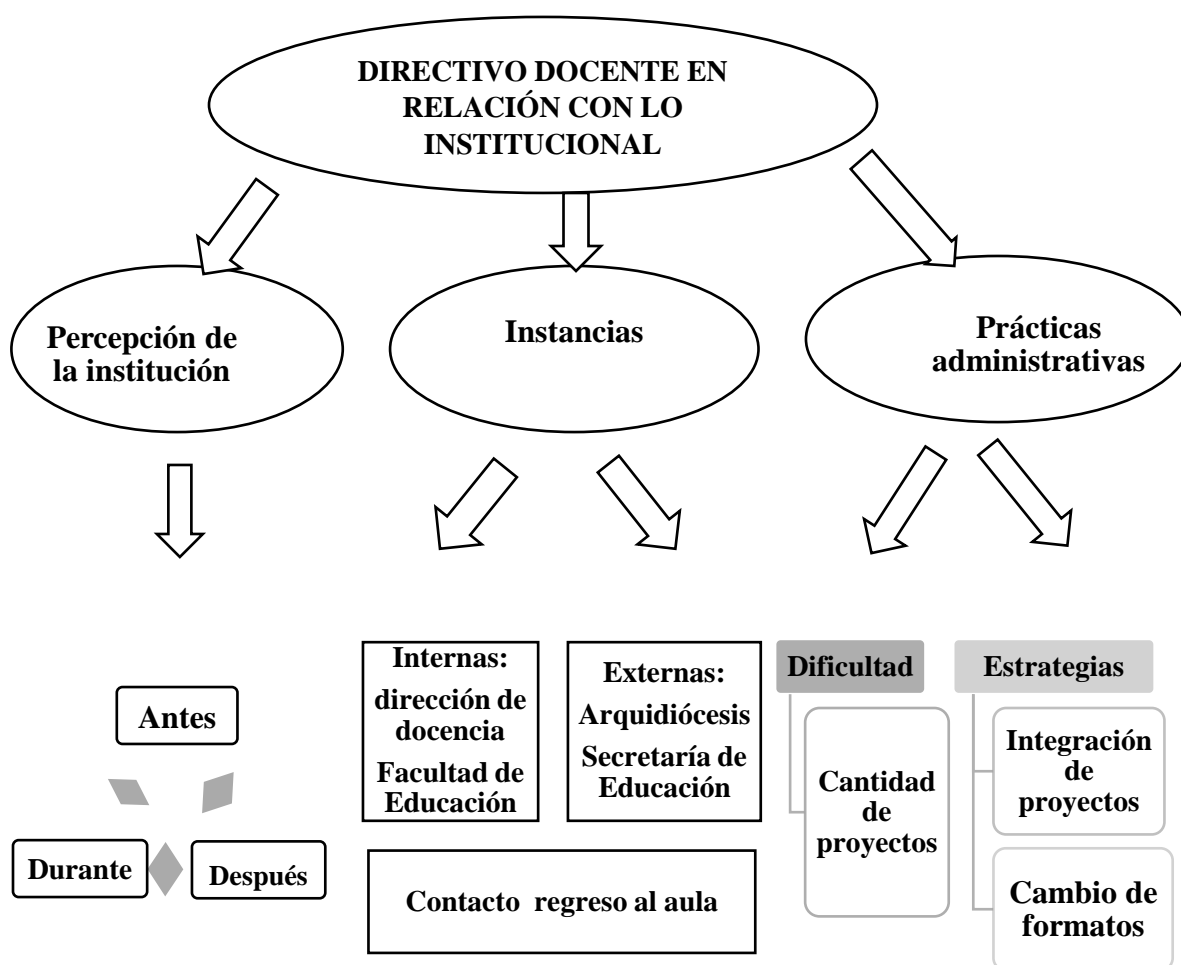 DIRECTIVO DOCENTE EN
RELACIÓN CON LO
INSTITUCIONAL
Percepción de
la institución
Instancias
Prácticas
administrativas
Antes
Durante
Después
Internas:
dirección de
docencia
Facultad de
Educación
Externas:
Arquidiócesis
Secretaría de
Educación
Contacto regreso al aula
Dificultad
Cantidad
de
proyectos
Estrategias
Integración
de
proyectos
Cambio de
formatos